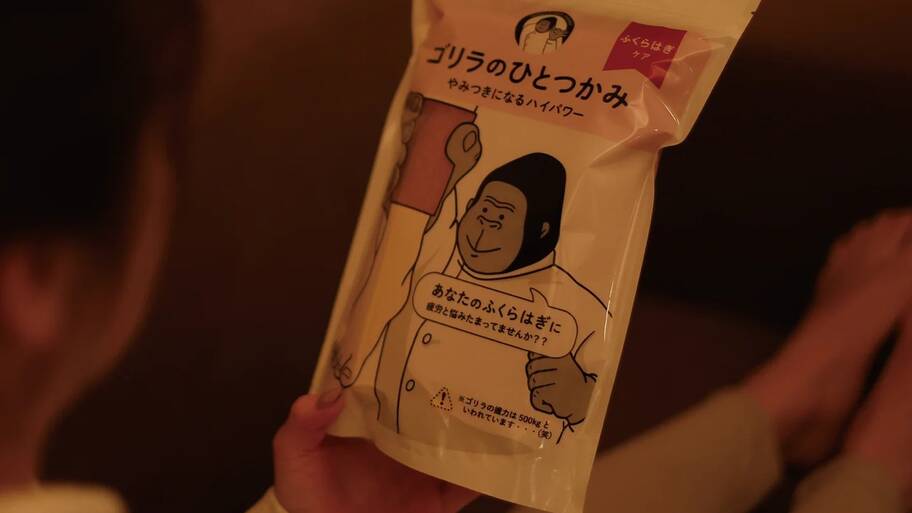 ふくらはぎ
ケア
ゴリラのひとつかみ
やみつきになるハイパワー
あなたのふくらはぎに
疲労と悩みたまってませんか??
※ゴリラの握力は500kgと
いわれています・・・(笑)